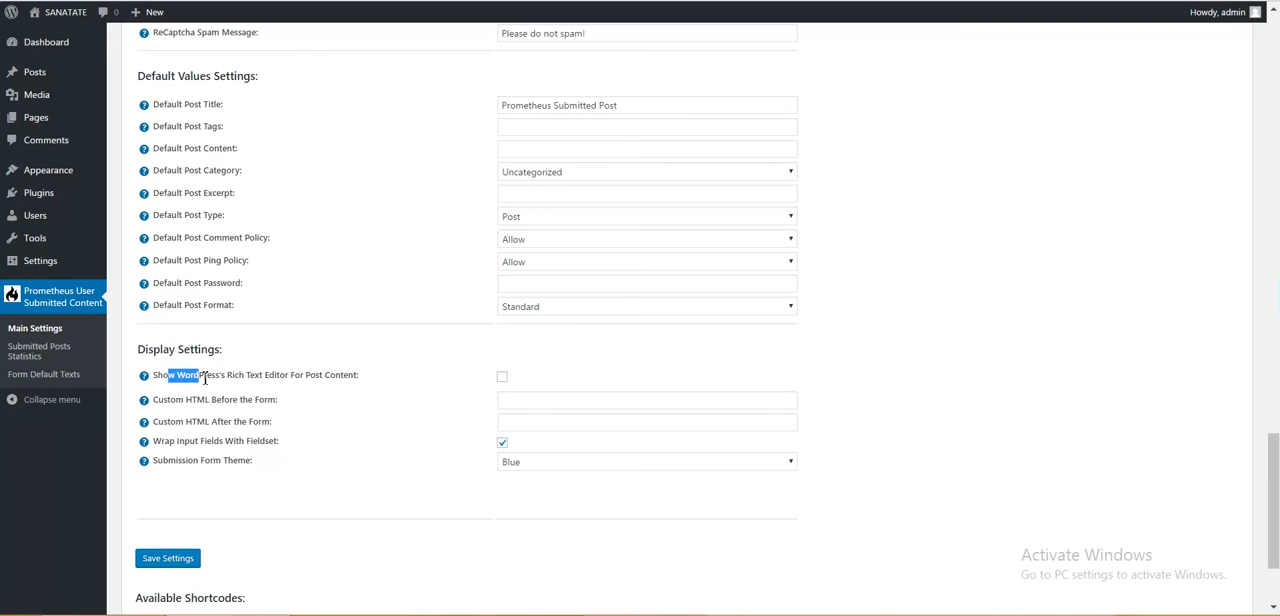 SANATATE 0 + New Howdy, admin
Dashboard
Posts
Media
Pages
Comments
Appearance
Plugins
Users
Tools
Settings
Prometheus User
Submitted Content
Main Settings
Submitted Posts
Statistics
Form Default Texts
Collapse menu
ReCaptcha Spam Message: Please do not spam!
Default Values Settings:
Default Post Title: Prometheus Submitted Post
Default Post Tags:
Default Post Content:
Default Post Category: Uncategorized
Default Post Excerpt:
Default Post Type: Post
Default Post Comment Policy: Allow
Default Post Ping Policy: Allow
Default Post Password:
Default Post Format: Standard
Display Settings:
Show WordPress's Rich Text Editor For Post Content:
Custom HTML Before the Form:
Custom HTML After the Form:
Wrap Input Fields With Fieldset:
Submission Form Theme: Blue
Save Settings
Available Shortcodes:
Activate Windows
Go to PC settings to activate Windows.